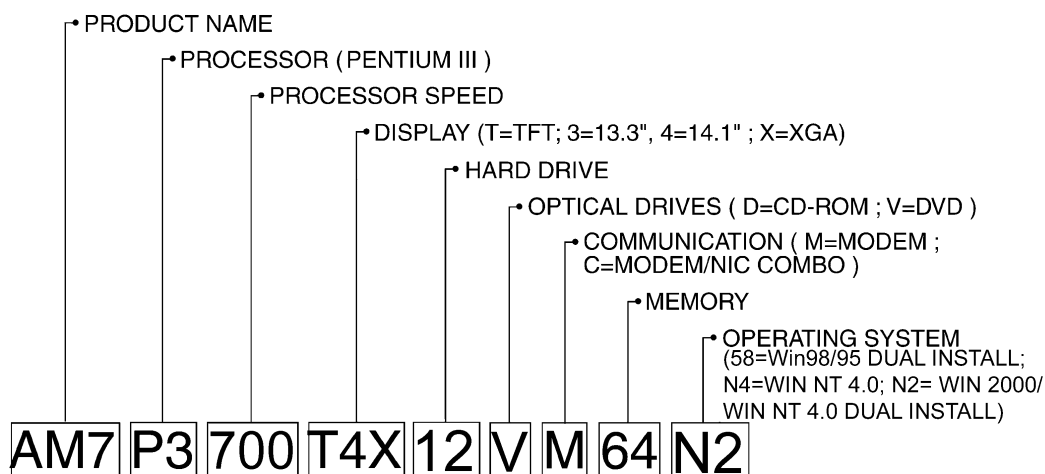 PRODUCT NAME
PROCESSOR (PENTIUM III )
PROCESSOR SPEED
DISPLAY (T=TFT; 3=13.3", 4=14.1" ; X=XGA)
HARD DRIVE
OPTICAL DRIVES ( D=CD-ROM ; V=DVD )
COMMUNICATION ( M=MODEM ;
C=MODEM/NIC COMBO )
MEMORY
OPERATING SYSTEM
(58=Win98/95 DUAL INSTALL;
N4=WIN NT 4.0; N2= WIN 2000/
WIN NT 4.0 DUAL INSTALL)
AM7 P3 700 T4X 12 V M 64 N2